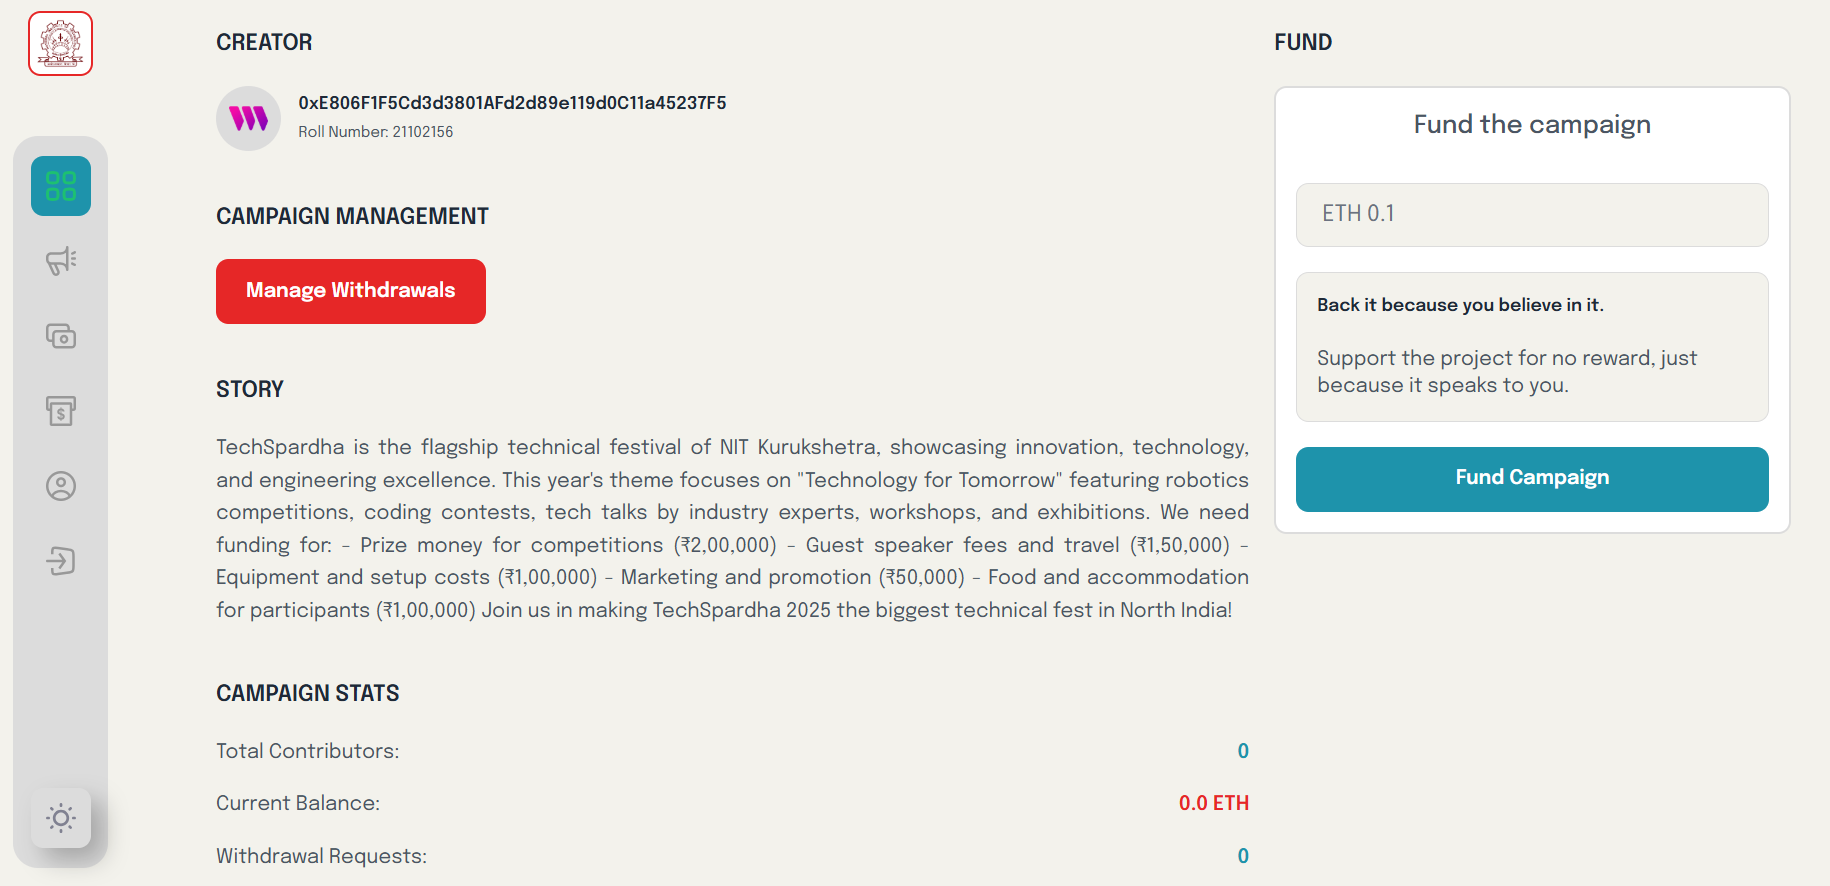 CREATOR
0xE806F1F5Cd3d3801AFd2d89e119d0C11a45237F5
Roll Number: 21102156
CAMPAIGN MANAGEMENT
Manage Withdrawals
STORY
TechSpardha is the flagship technical festival of NIT Kurukshetra, showcasing innovation, technology,
and engineering excellence. This year's theme focuses on "Technology for Tomorrow" featuring robotics
competitions, coding contests, tech talks by industry experts, workshops, and exhibitions. We need
funding for: - Prize money for competitions (₹2,00,000) - Guest speaker fees and travel (₹1,50,000) -
Equipment and setup costs (₹1,00,000) - Marketing and promotion (₹50,000) - Food and accommodation
for participants (₹1,00,000) Join us in making TechSpardha 2025 the biggest technical fest in North India!
CAMPAIGN STATS
Total Contributors: 0
Current Balance: 0.0 ETH
Withdrawal Requests: 0
FUND
Fund the campaign
ETH 0.1
Back it because you believe in it.
Support the project for no reward, just
because it speaks to you.
Fund Campaign